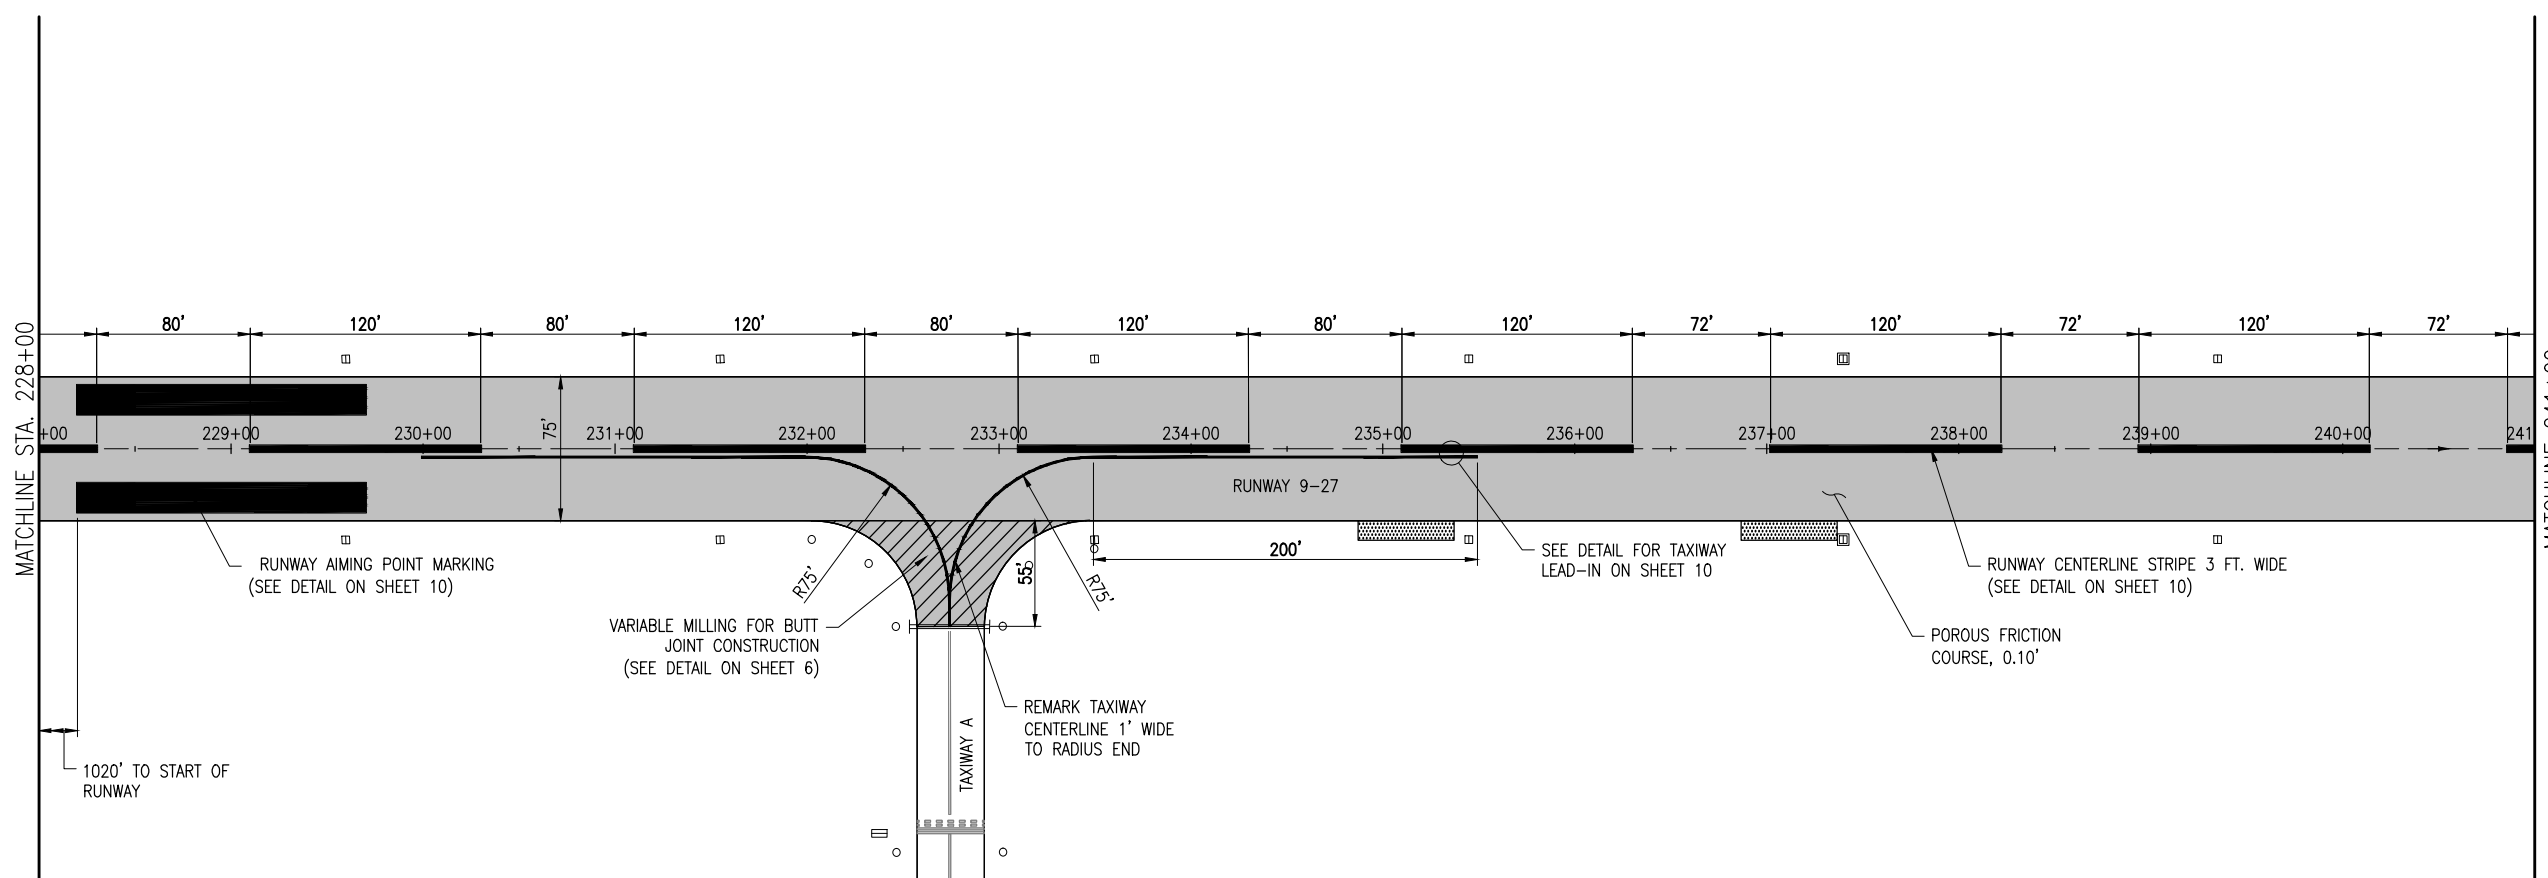 80' 120' 80' 120' 80' 120' 80' 120' 72' 120' 72' 120' 72'
MATCHLINE STA. 228+00
75'
+00 229+00 230+00 231+00 232+00 233+00 234+00 235+00 236+00 237+00 238+00 239+00 240+00 241
RUNWAY 9-27
200'
55'
R75'
R75'
RUNWAY AIMING POINT MARKING
(SEE DETAIL ON SHEET 10)
SEE DETAIL FOR TAXIWAY
LEAD-IN ON SHEET 10
RUNWAY CENTERLINE STRIPE 3 FT. WIDE
(SEE DETAIL ON SHEET 10)
VARIABLE MILLING FOR BUTT
JOINT CONSTRUCTION
(SEE DETAIL ON SHEET 6)
POROUS FRICTION
COURSE, 0.10'
REMARK TAXIWAY
CENTERLINE 1' WIDE
TO RADIUS END
TAXIWAY A
1020' TO START OF
RUNWAY